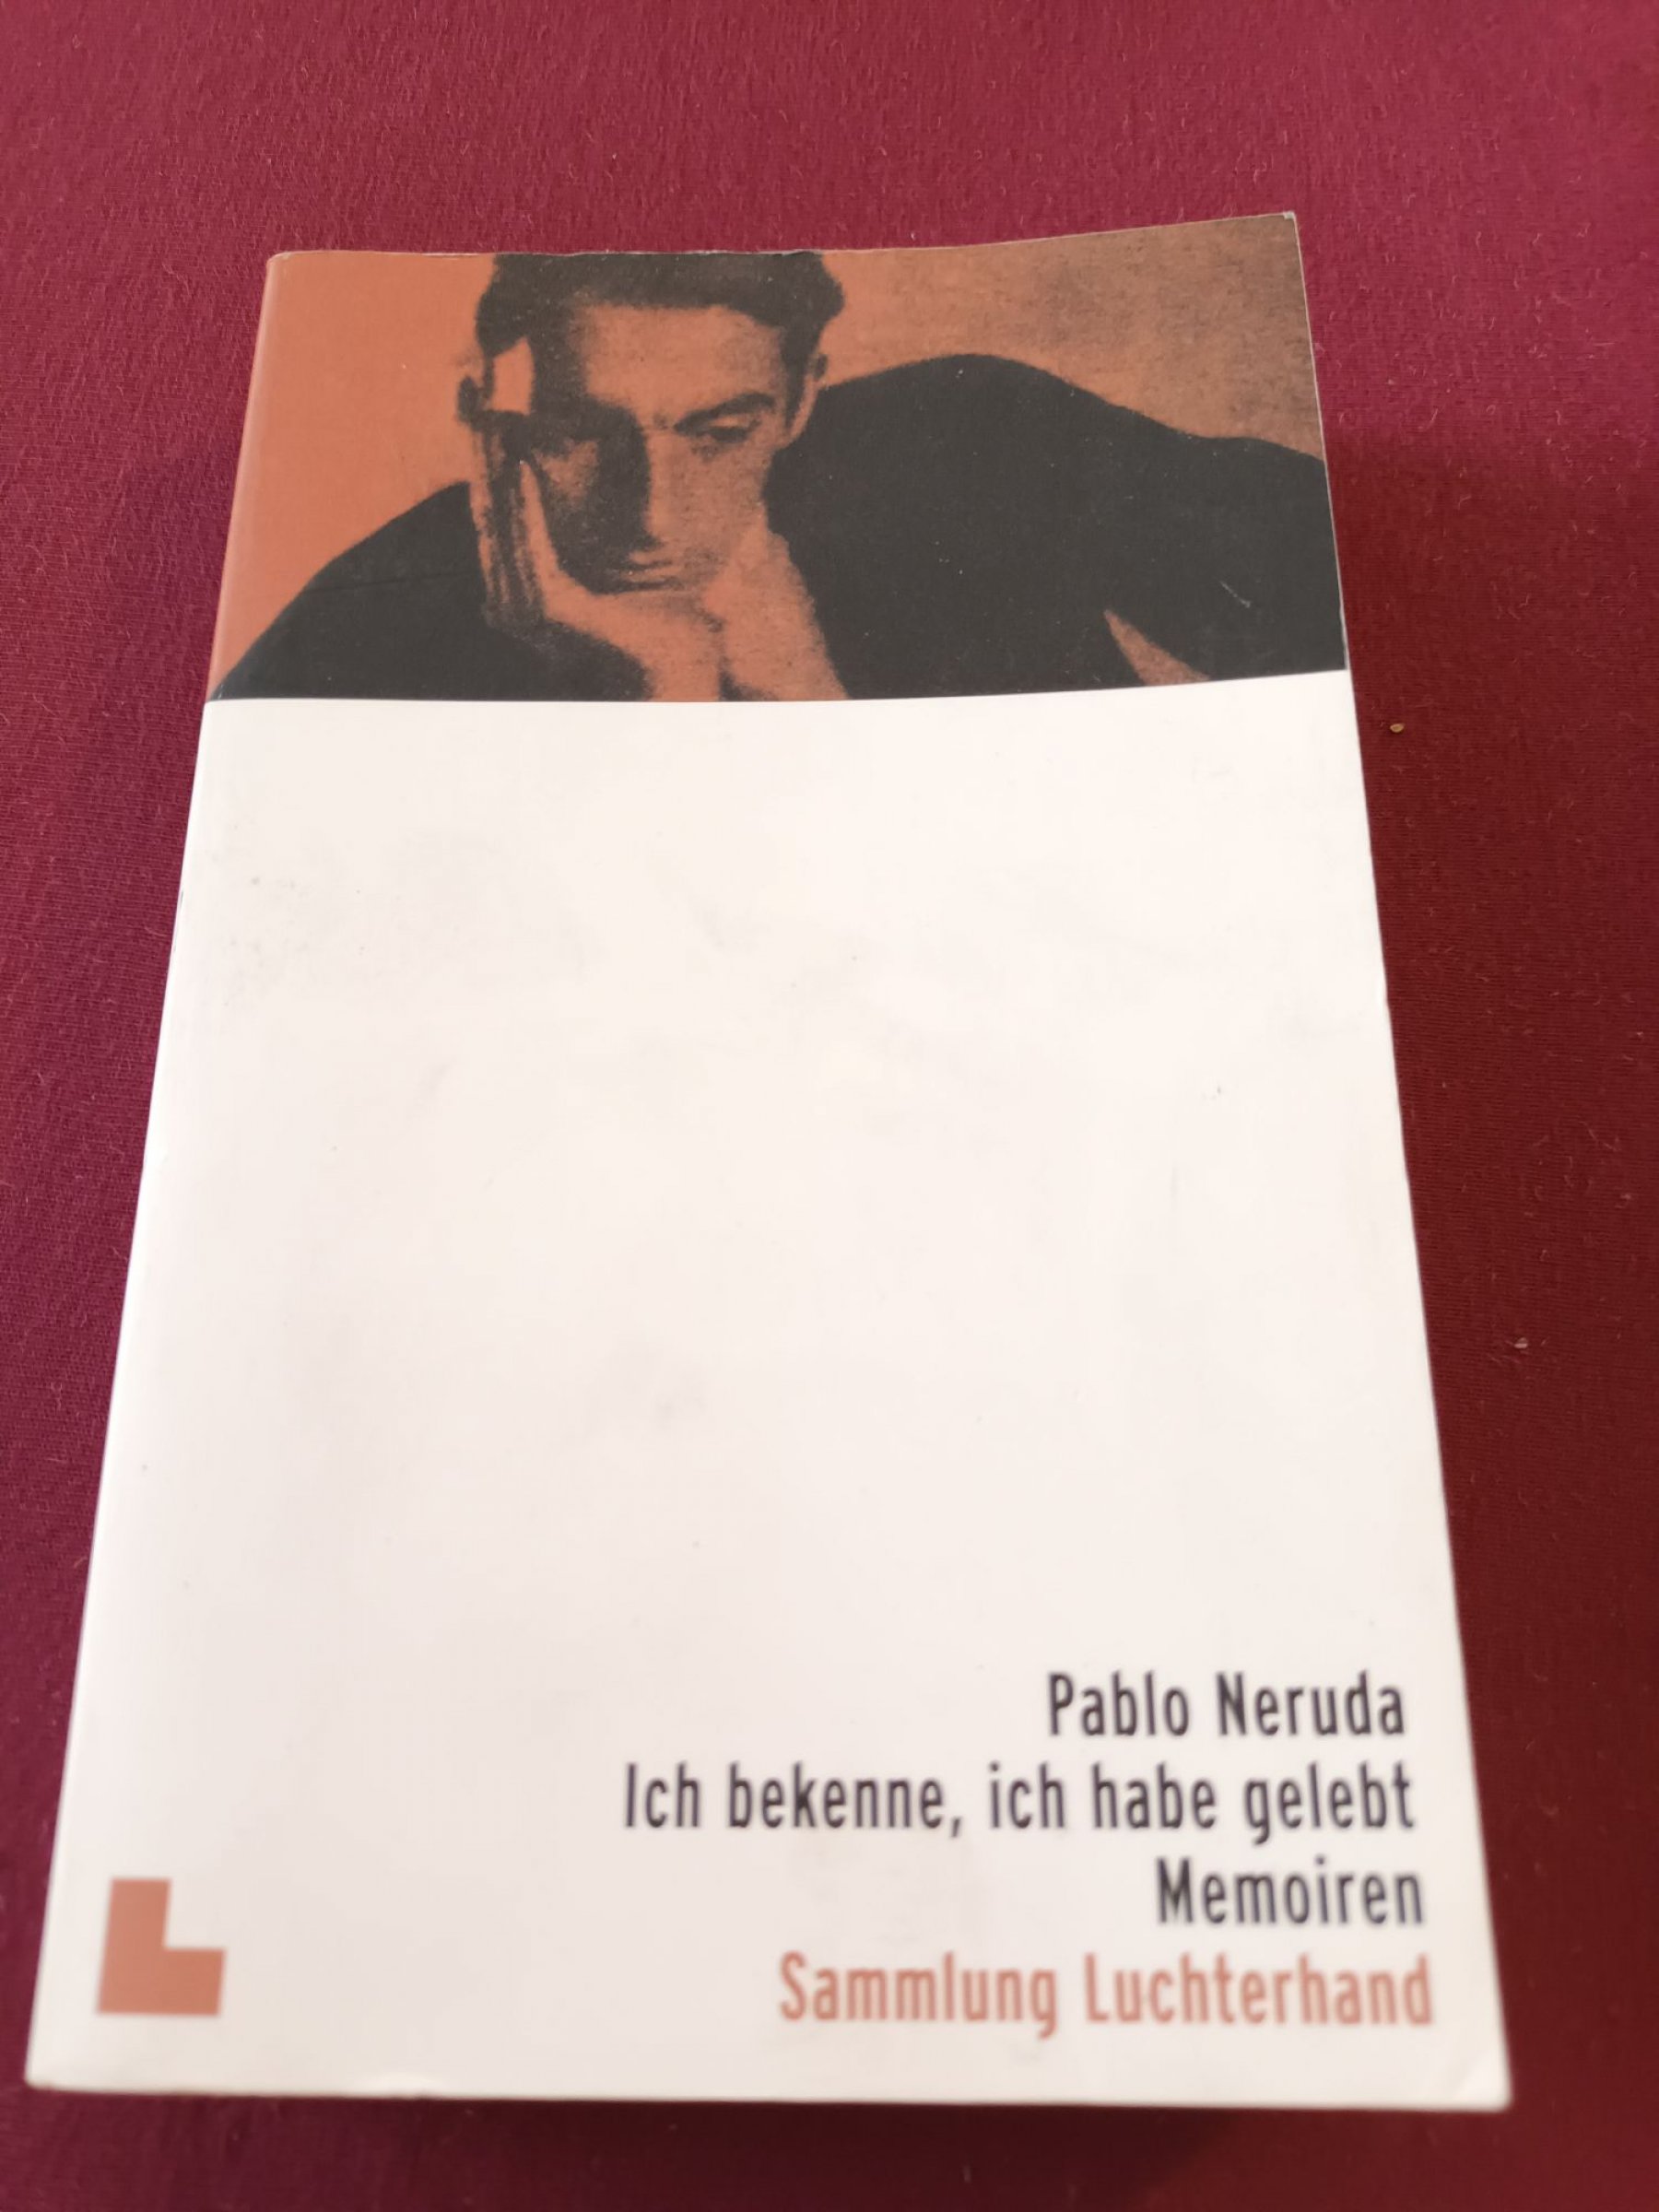 Pablo Neruda
Ich bekenne, ich habe gelebt
Memoiren
Sammlung Luchterhand